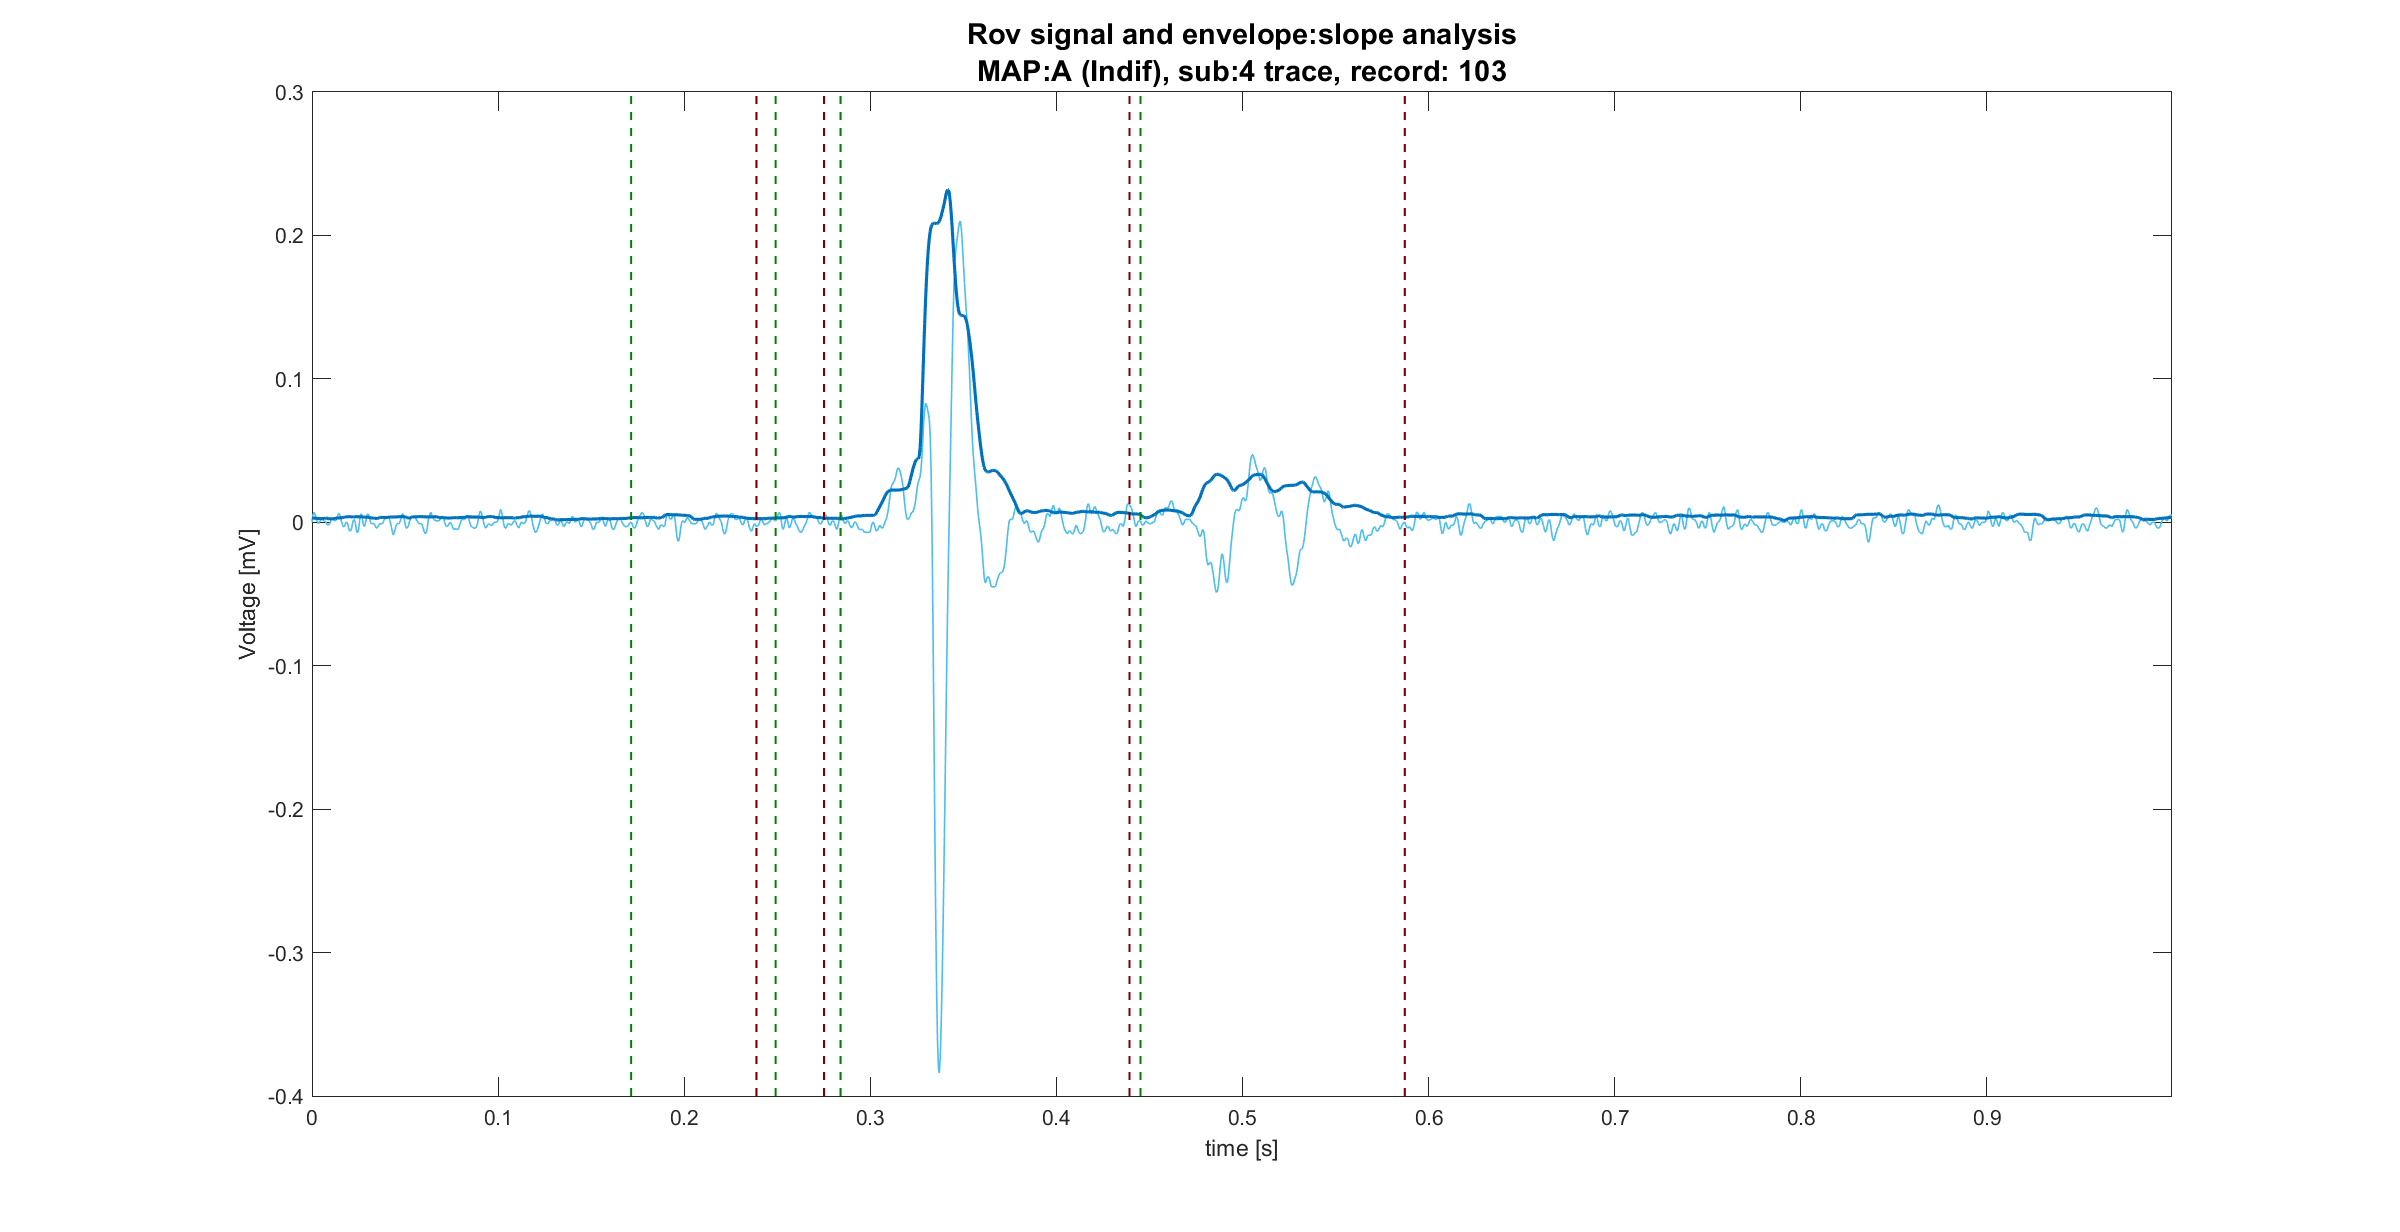 Rov signal and envelope:slope analysis
MAP:A (Indif), sub:4 trace, record: 103
0.3
0.2
0.1
0
-0.1
-0.2
-0.3
-0.4
Voltage [mV]
0 0.1 0.2 0.3 0.4 0.5 0.6 0.7 0.8 0.9
time [s]